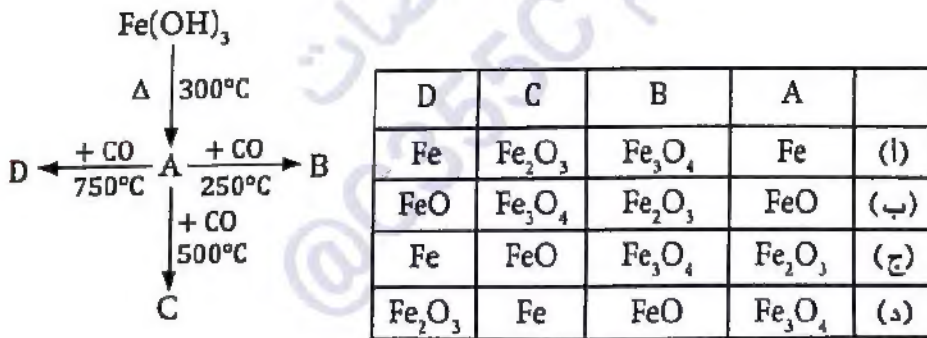 Fe(OH)₃
Δ 300°C
D + CO 750°C A + CO 250°C B
+ CO
500°C
C
D C B A
Fe Fe₂O₃ Fe₃O₄ Fe (أ)
FeO Fe₃O₄ Fe₂O₃ FeO (ب)
Fe FeO Fe₃O₄ Fe₂O₃ (ج)
Fe₂O₃ Fe FeO Fe₃O₄ (د)